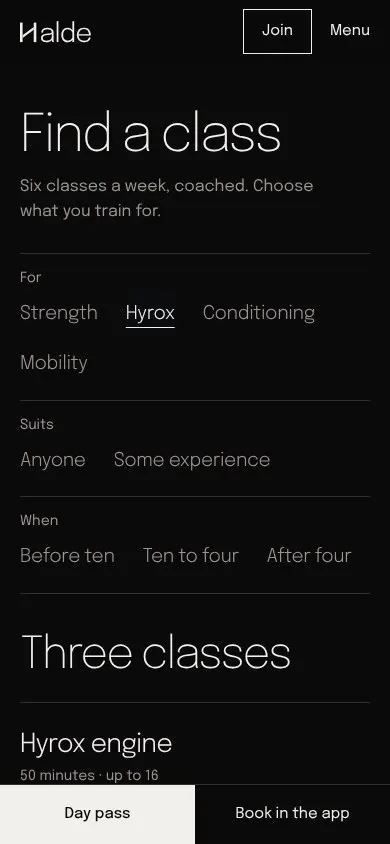 Halde
Join
Menu
Find a class
Six classes a week, coached. Choose
what you train for.
For
Strength Hyrox Conditioning
Mobility
Suits
Anyone Some experience
When
Before ten Ten to four After four
Three classes
Hyrox engine
50 minutes · up to 16
Day pass
Book in the app